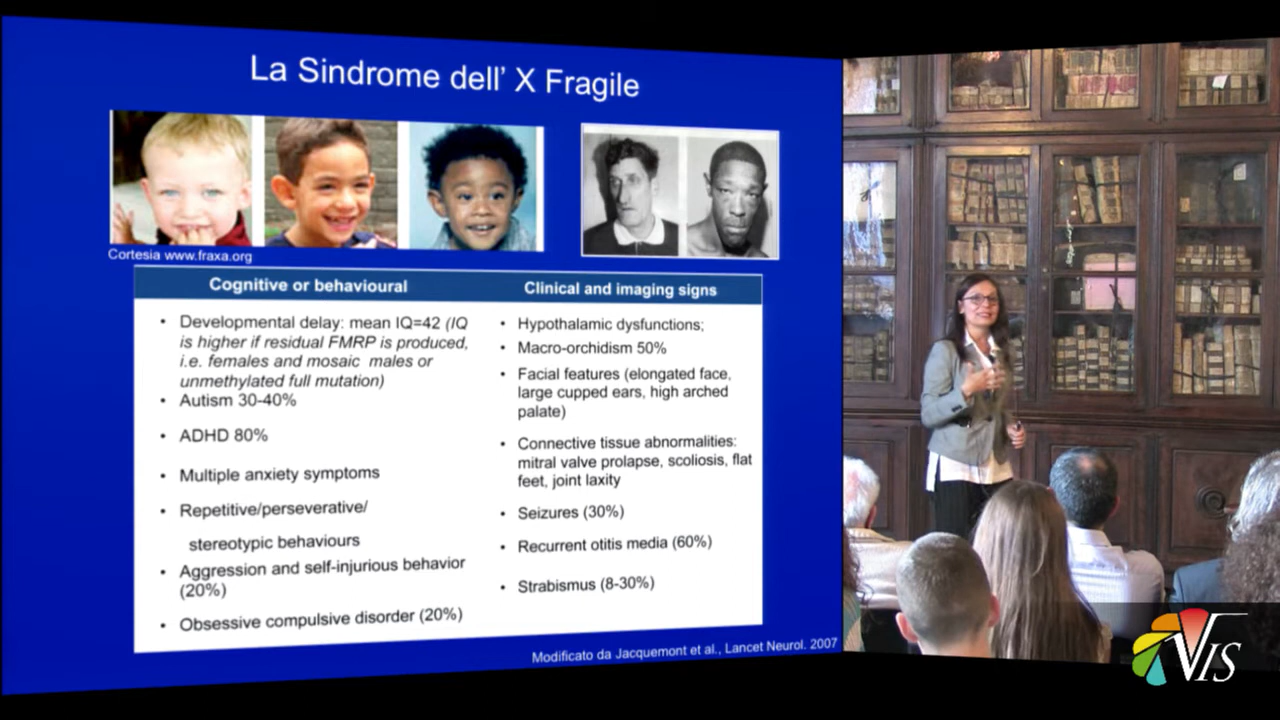 La Sindrome dell' X Fragile
Cortesia www.fraxa.org
Cognitive or behavioural
• Developmental delay: mean IQ=42 (IQ
is higher if residual FMRP is produced,
i.e. females and mosaic males or
unmethylated full mutation)
• Autism 30-40%
• ADHD 80%
• Multiple anxiety symptoms
• Repetitive/perseverative/
stereotypic behaviours
• Aggression and self-injurious behavior
(20%)
• Obsessive compulsive disorder (20%)
Clinical and imaging signs
• Hypothalamic dysfunctions;
• Macro-orchidism 50%
• Facial features (elongated face,
large cupped ears, high arched
palate)
• Connective tissue abnormalities:
mitral valve prolapse, scoliosis, flat
feet, joint laxity
• Seizures (30%)
• Recurrent otitis media (60%)
• Strabismus (8-30%)
Modificato da Jacquemont et al., Lancet Neurol. 2007
VIS